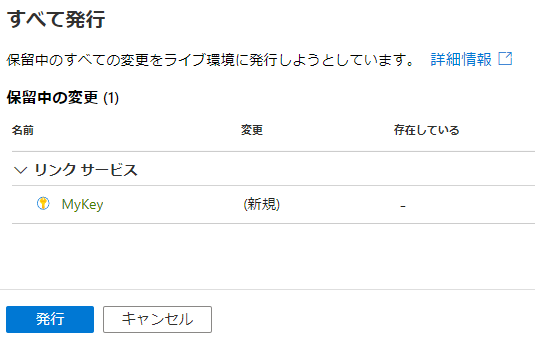 すべて発行
保留中のすべての変更をライブ環境に発行しようとしています。 詳細情報
保留中の変更 (1)
名前 変更 存在している
リンク サービス
MyKey (新規) -
発行 キャンセル